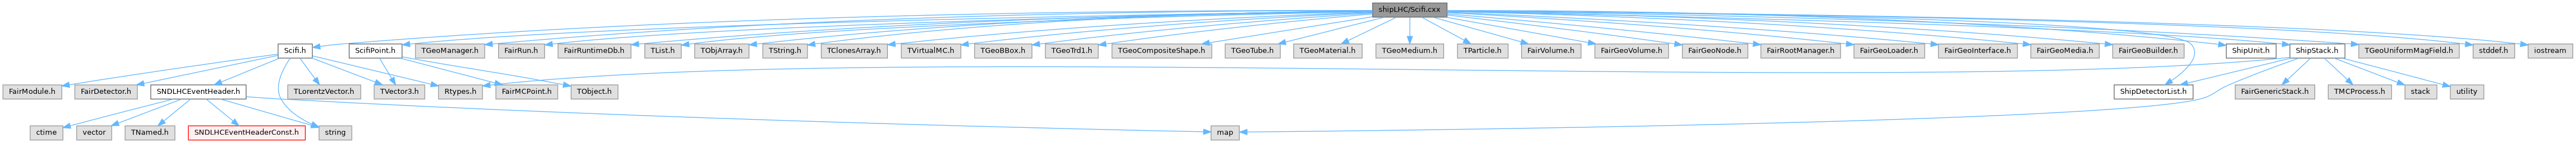 shipLHC/Scifi.cxx
Scifi.h
ScifiPoint.h
TGeoManager.h
FairRun.h
FairRuntimeDb.h
TList.h
TObjArray.h
TString.h
TClonesArray.h
TVirtualMC.h
TGeoBBox.h
TGeoTrd1.h
TGeoCompositeShape.h
TGeoTube.h
TGeoMaterial.h
TGeoMedium.h
TParticle.h
FairVolume.h
FairGeoVolume.h
FairGeoNode.h
FairRootManager.h
FairGeoLoader.h
FairGeoInterface.h
FairGeoMedia.h
FairGeoBuilder.h
ShipUnit.h
ShipStack.h
TGeoUniformMagField.h
stddef.h
iostream
FairModule.h
FairDetector.h
SNDLHCEventHeader.h
TLorentzVector.h
TVector3.h
Rtypes.h
FairMCPoint.h
TObject.h
ShipDetectorList.h
FairGenericStack.h
TMCProcess.h
stack
utility
ctime
vector
TNamed.h
SNDLHCEventHeaderConst.h
string
map